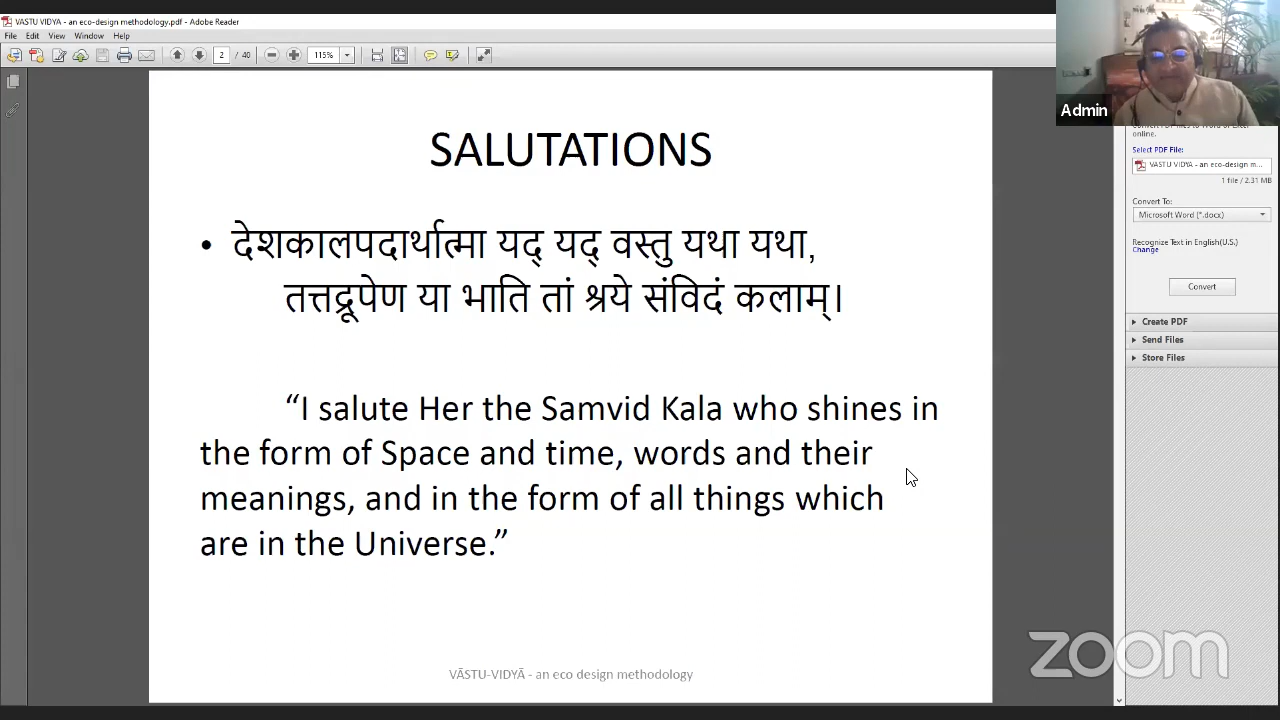 VASTU VIDYA - an eco-design methodology.pdf - Adobe Reader
File Edit View Window Help
2 / 40 115%
Admin
SALUTATIONS
• देशकालपदार्थात्मा यद् यद् वस्तु यथा यथा,
तत्तद्रूपेण या भाति तां श्रये संविदं कलाम्।
“I salute Her the Samvid Kala who shines in
the form of Space and time, words and their
meanings, and in the form of all things which
are in the Universe.”
VĀSTU-VIDYĀ - an eco design methodology
online.
Select PDF File:
VASTU VIDYA - an eco-design m...
1 file / 2.31 MB
Convert To:
Microsoft Word (*.docx)
Recognize Text in English(U.S.)
Change
Convert
Create PDF
Send Files
Store Files
zoom